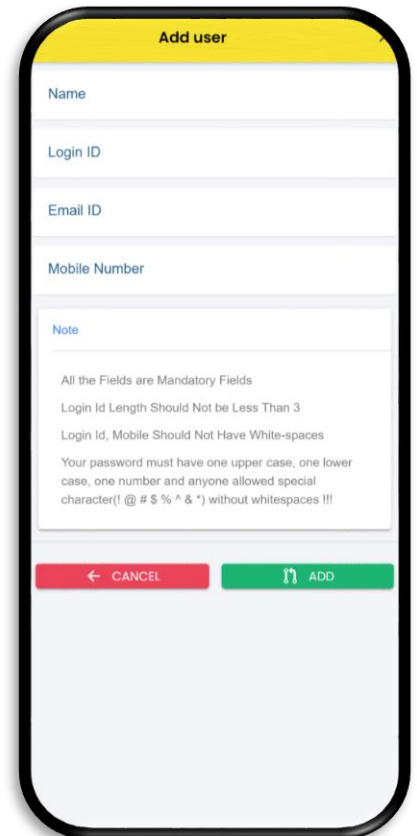 Add user
Name
Login ID
Email ID
Mobile Number
Note
All the Fields are Mandatory Fields
Login Id Length Should Not be Less Than 3
Login Id, Mobile Should Not Have White-spaces
Your password must have one upper case, one lower
case, one number and anyone allowed special
character(! @ # $ % ^ & *) without whitespaces !!!
CANCEL
ADD